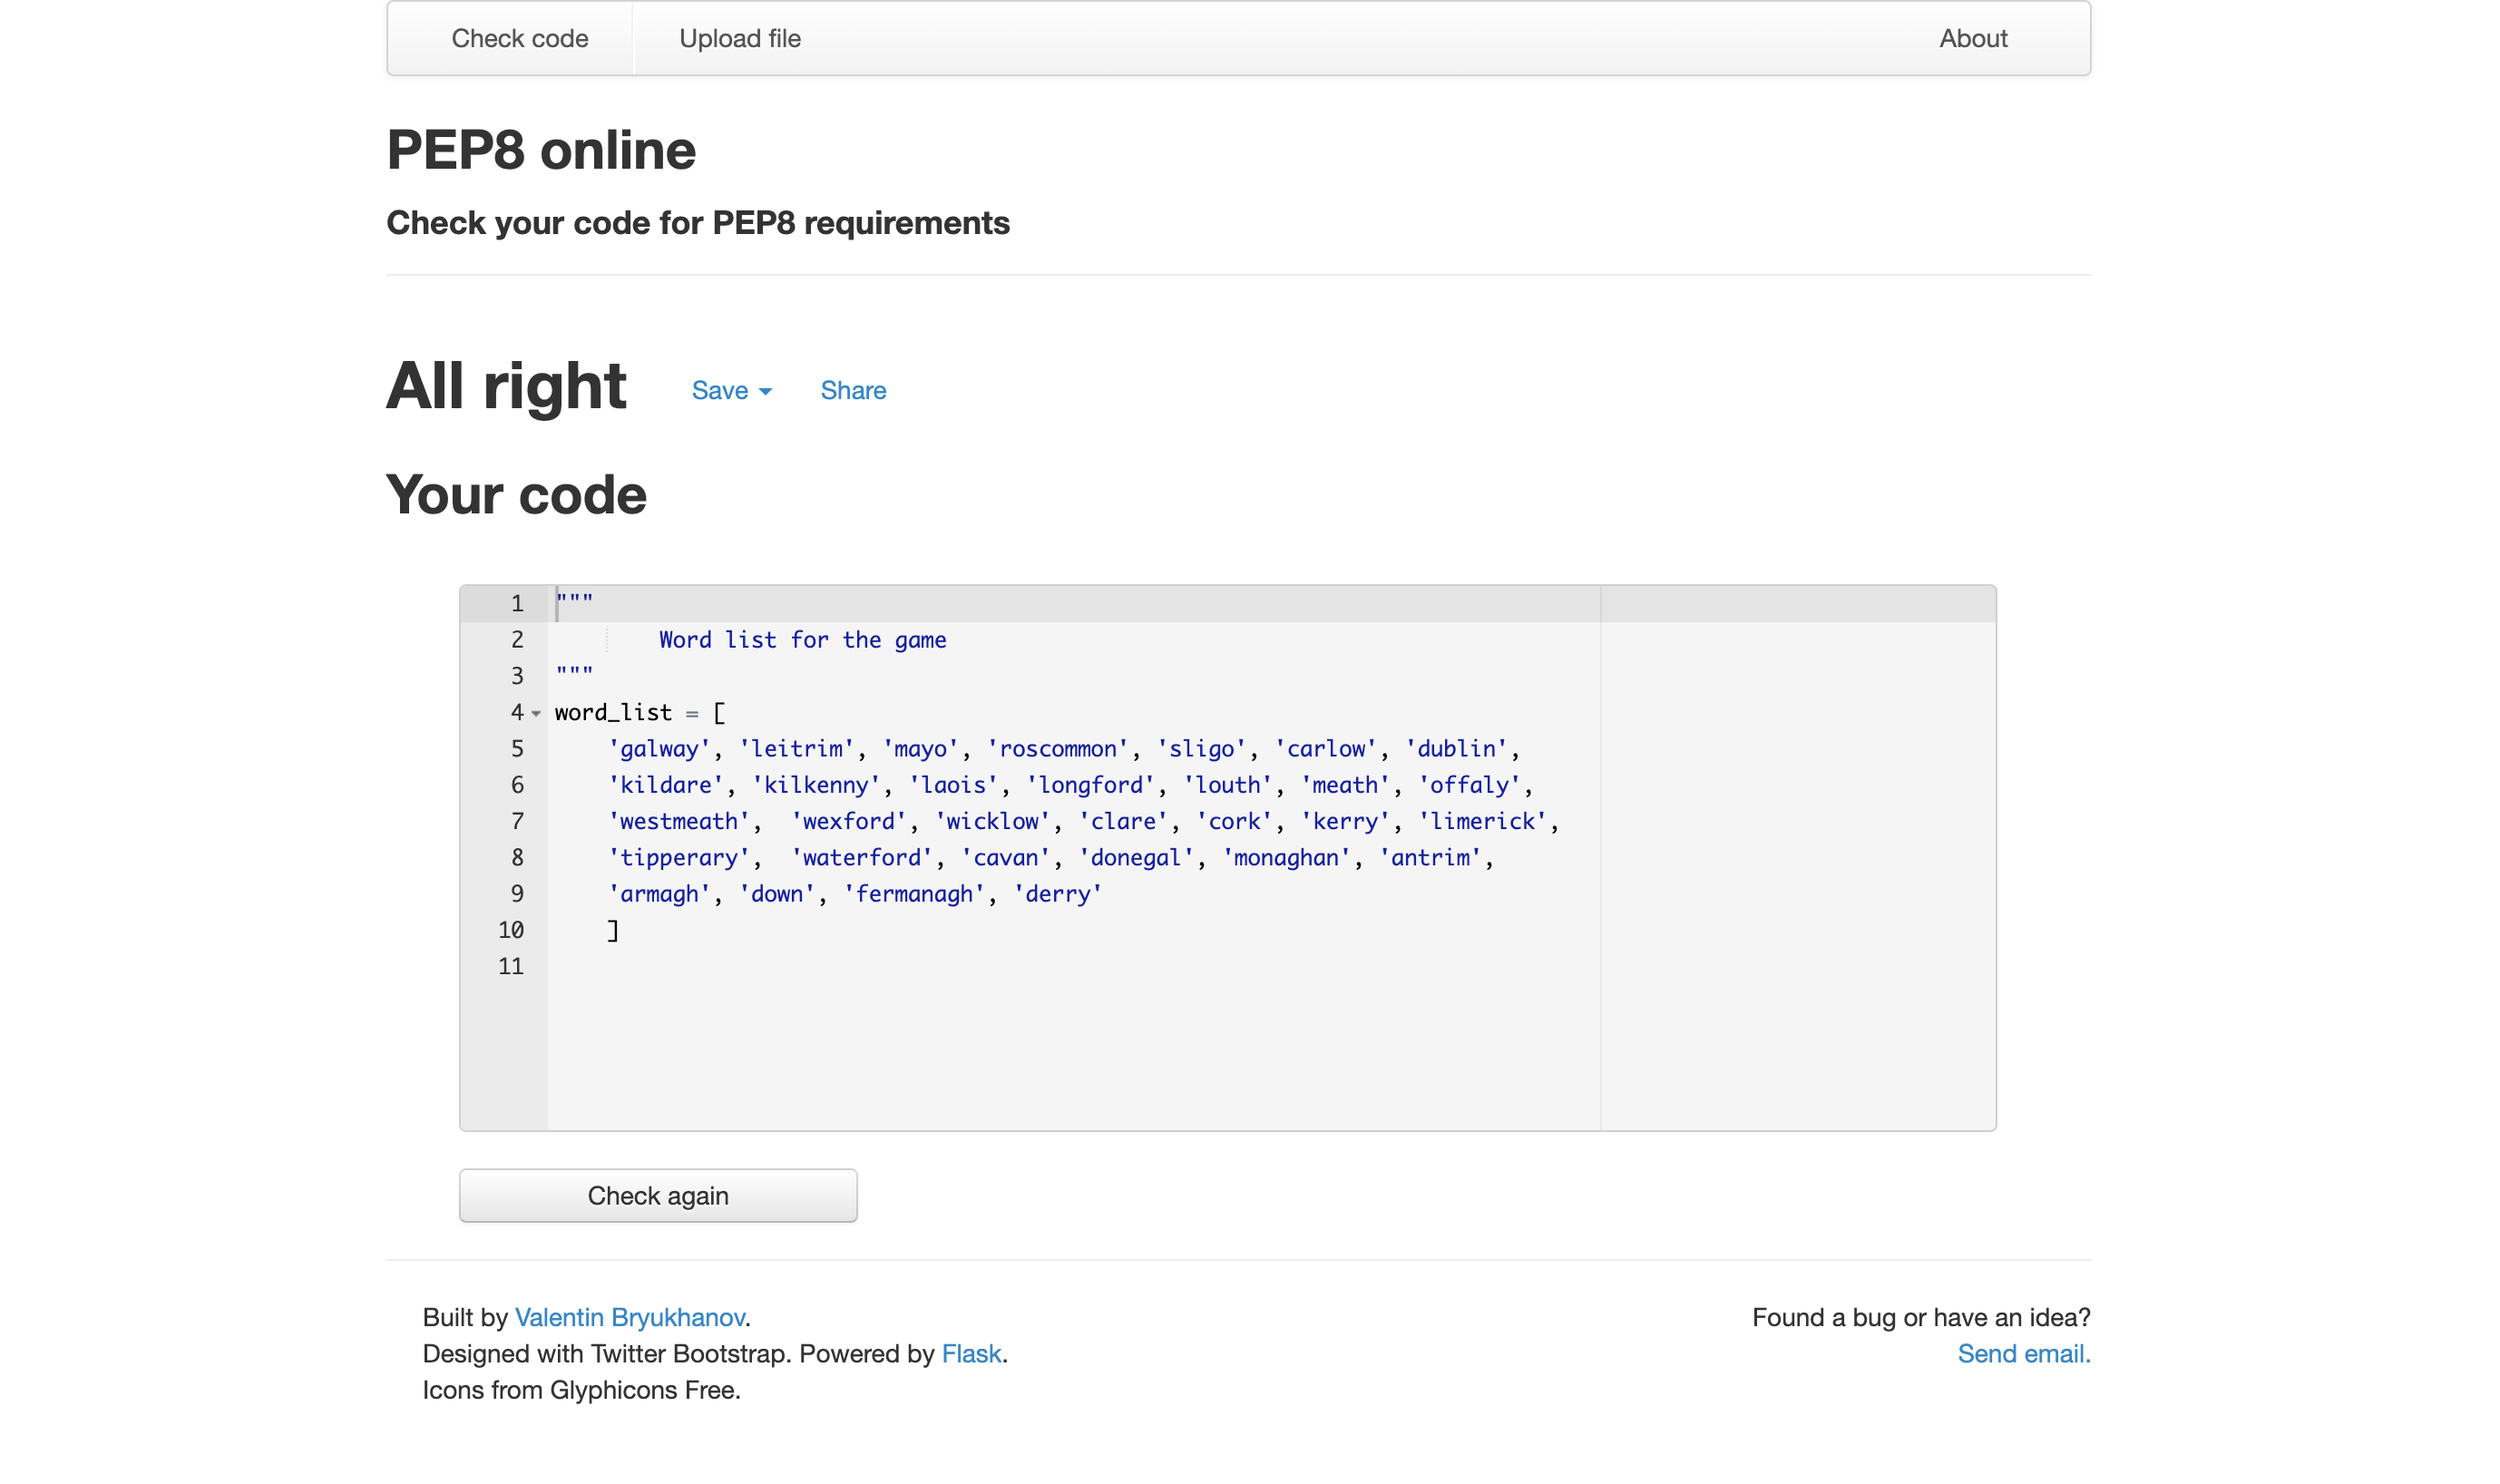 Check code Upload file About
PEP8 online
Check your code for PEP8 requirements
All right Save Share
Your code
1 """
2         Word list for the game
3 """
4 word_list = [
5     'galway', 'leitrim', 'mayo', 'roscommon', 'sligo', 'carlow', 'dublin',
6     'kildare', 'kilkenny', 'laois', 'longford', 'louth', 'meath', 'offaly',
7     'westmeath',  'wexford', 'wicklow', 'clare', 'cork', 'kerry', 'limerick',
8     'tipperary',  'waterford', 'cavan', 'donegal', 'monaghan', 'antrim',
9     'armagh', 'down', 'fermanagh', 'derry'
10     ]
11
Check again
Built by Valentin Bryukhanov. Found a bug or have an idea?
Designed with Twitter Bootstrap. Powered by Flask. Send email.
Icons from Glyphicons Free.